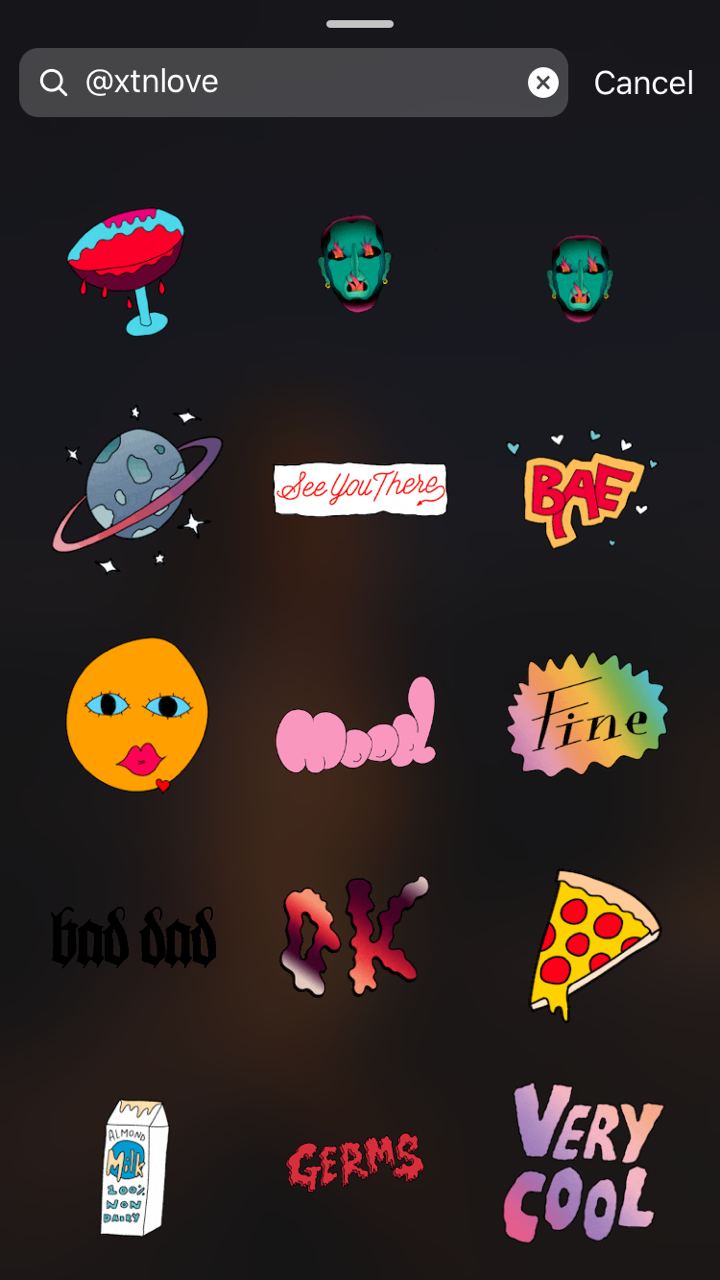 @xtnlove
Cancel
See You There
BAE
Mood
Fine
bad dad
OK
ALMOND
Milk
100%
NON
DAIRY
GERMS
VERY
COOL